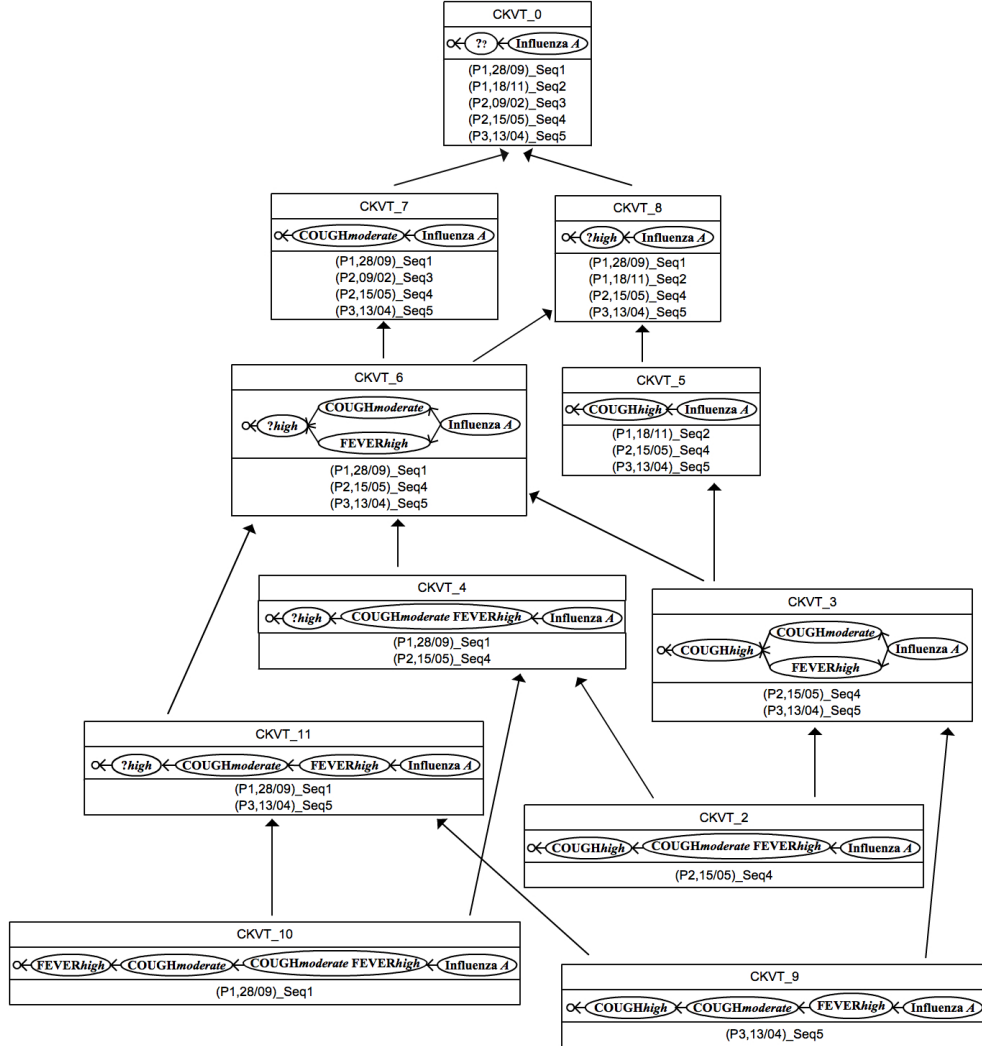 CKVT_0
?? Influenza A
(P1,28/09)_Seq1
(P1,18/11)_Seq2
(P2,09/02)_Seq3
(P2,15/05)_Seq4
(P3,13/04)_Seq5
CKVT_7
COUGHmoderate Influenza A
(P1,28/09)_Seq1
(P2,09/02)_Seq3
(P2,15/05)_Seq4
(P3,13/04)_Seq5
CKVT_8
?high Influenza A
(P1,28/09)_Seq1
(P1,18/11)_Seq2
(P2,15/05)_Seq4
(P3,13/04)_Seq5
CKVT_6
COUGHmoderate
?high Influenza A
FEVERhigh
(P1,28/09)_Seq1
(P2,15/05)_Seq4
(P3,13/04)_Seq5
CKVT_5
COUGHhigh Influenza A
(P1,18/11)_Seq2
(P2,15/05)_Seq4
(P3,13/04)_Seq5
CKVT_4
?high COUGHmoderate FEVERhigh Influenza A
(P1,28/09)_Seq1
(P2,15/05)_Seq4
CKVT_3
COUGHmoderate
COUGHhigh Influenza A
FEVERhigh
(P2,15/05)_Seq4
(P3,13/04)_Seq5
CKVT_11
?high COUGHmoderate FEVERhigh Influenza A
(P1,28/09)_Seq1
(P3,13/04)_Seq5
CKVT_2
COUGHhigh COUGHmoderate FEVERhigh Influenza A
(P2,15/05)_Seq4
CKVT_10
FEVERhigh COUGHmoderate COUGHmoderate FEVERhigh Influenza A
(P1,28/09)_Seq1
CKVT_9
COUGHhigh COUGHmoderate FEVERhigh Influenza A
(P3,13/04)_Seq5